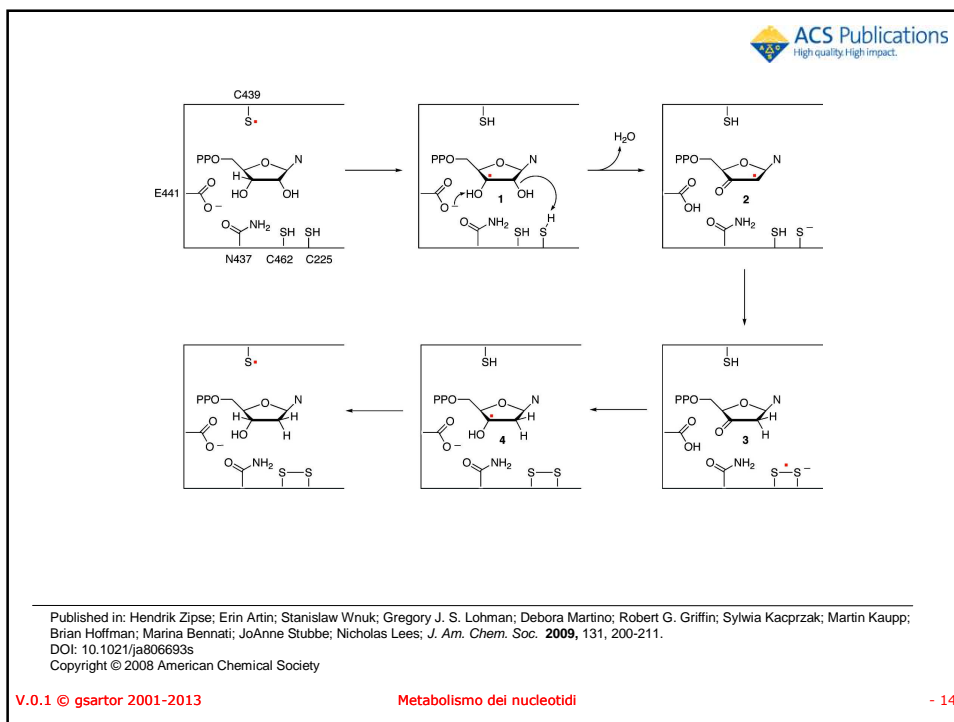 ACS Publications
High quality. High impact.
C439
S•
PPO
O
N
H
HO
OH
E441
O
O−
O
NH2
SH
SH
N437
C462
C225
SH
PPO
O
N
HO
OH
1
O
O−
H
O
NH2
SH
S
H2O
SH
PPO
O
N
O
2
O
OH
O
NH2
SH
S−
S•
PPO
O
N
H
H
HO
H
O
O−
O
NH2
S–S
SH
PPO
O
N
H
HO
H
4
O
O−
O
NH2
S–S
SH
PPO
O
N
H
O
H
3
O
OH
O
NH2
S•S−
Published in: Hendrik Zipse; Erin Artin; Stanislaw Wnuk; Gregory J. S. Lohman; Debora Martino; Robert G. Griffin; Sylwia Kacprzak; Martin Kaupp;
Brian Hoffman; Marina Bennati; JoAnne Stubbe; Nicholas Lees; J. Am. Chem. Soc. 2009, 131, 200-211.
DOI: 10.1021/ja806693s
Copyright © 2008 American Chemical Society
V.0.1 © gsartor 2001-2013
Metabolismo dei nucleotidi
- 14